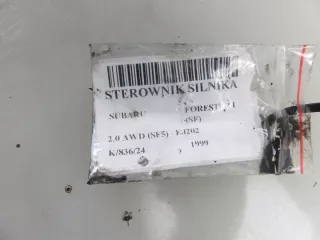 STEROWNIK SILNIKA
SUBARU FORESTER I
(SF)
2.0 AWD (SF5) EJ202
K/836/24 1999